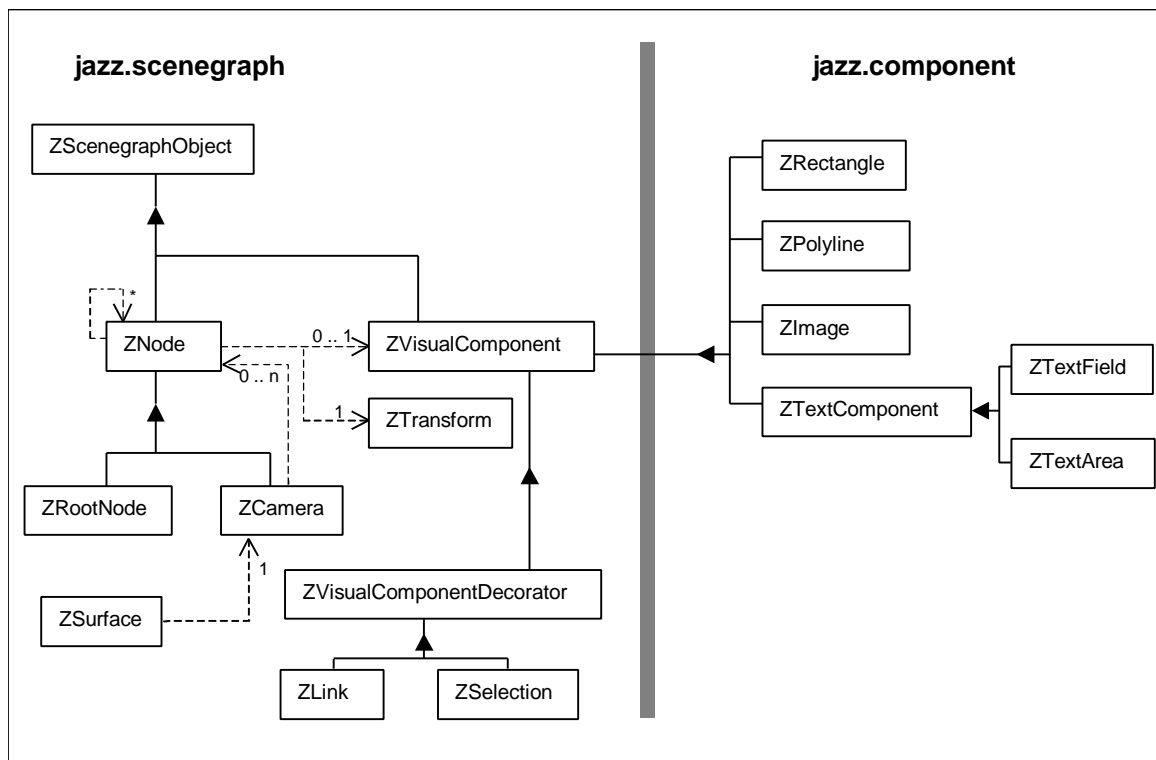 jazz.scenegraph
jazz.component
ZScenegraphObject
ZRectangle
ZPolyline
*
ZNode
0 .. 1
ZVisualComponent
ZImage
0 .. n
ZTextField
1
ZTransform
ZTextComponent
ZTextArea
ZRootNode
ZCamera
1
ZVisualComponentDecorator
ZSurface
ZLink
ZSelection